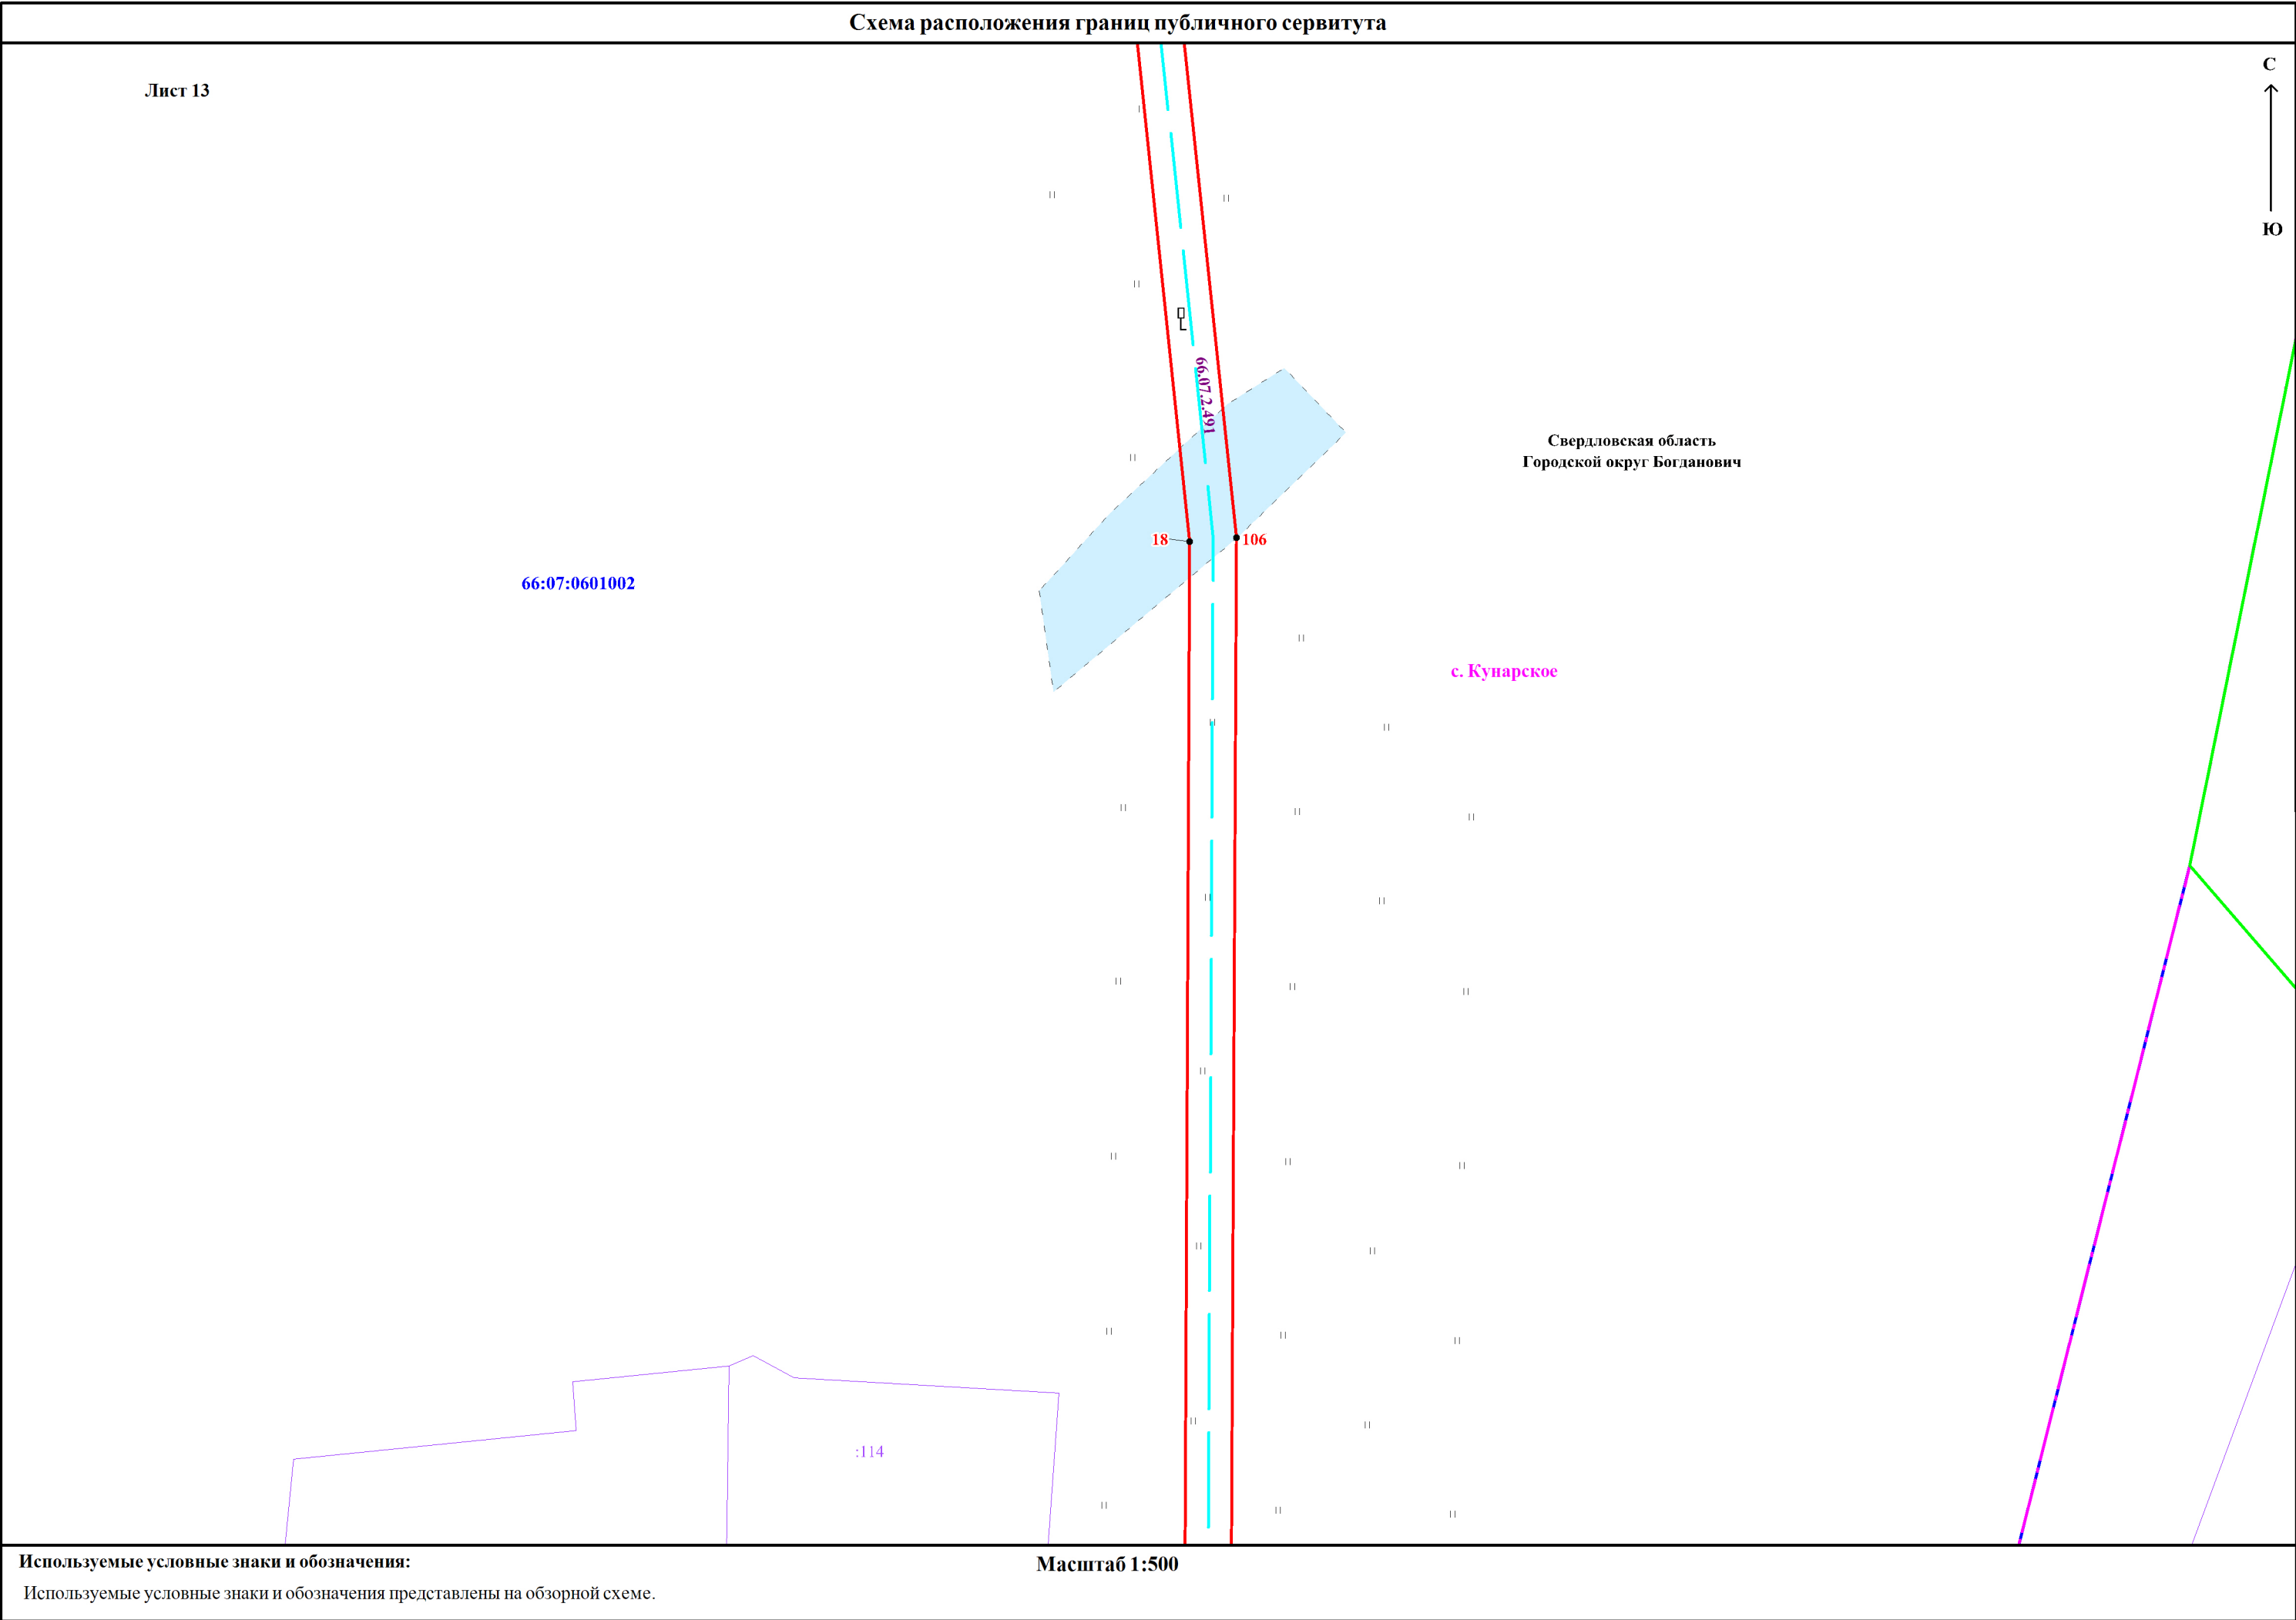 Схема расположения границ публичного сервитута
Лист 13
С
Ю
66.07.2.491
Свердловская область
Городской округ Богданович
18
106
66:07:0601002
с. Кунарское
:114
Используемые условные знаки и обозначения:
Масштаб 1:500
Используемые условные знаки и обозначения представлены на обзорной схеме.